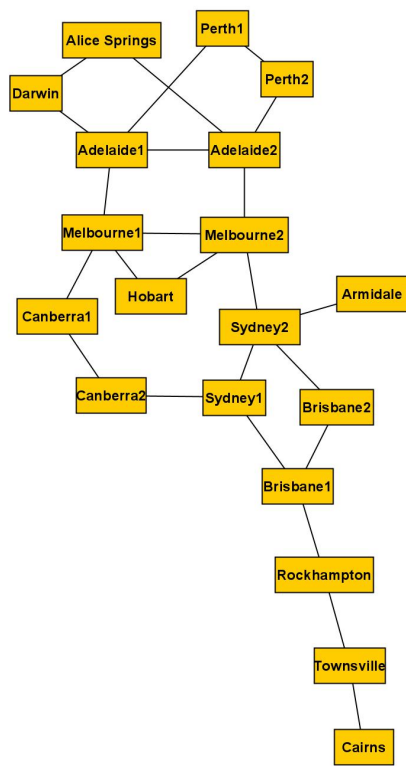 Perth1
Alice Springs
Perth2
Darwin
Adelaide1
Adelaide2
Melbourne1
Melbourne2
Hobart
Armidale
Canberra1
Sydney2
Canberra2
Sydney1
Brisbane2
Brisbane1
Rockhampton
Townsville
Cairns